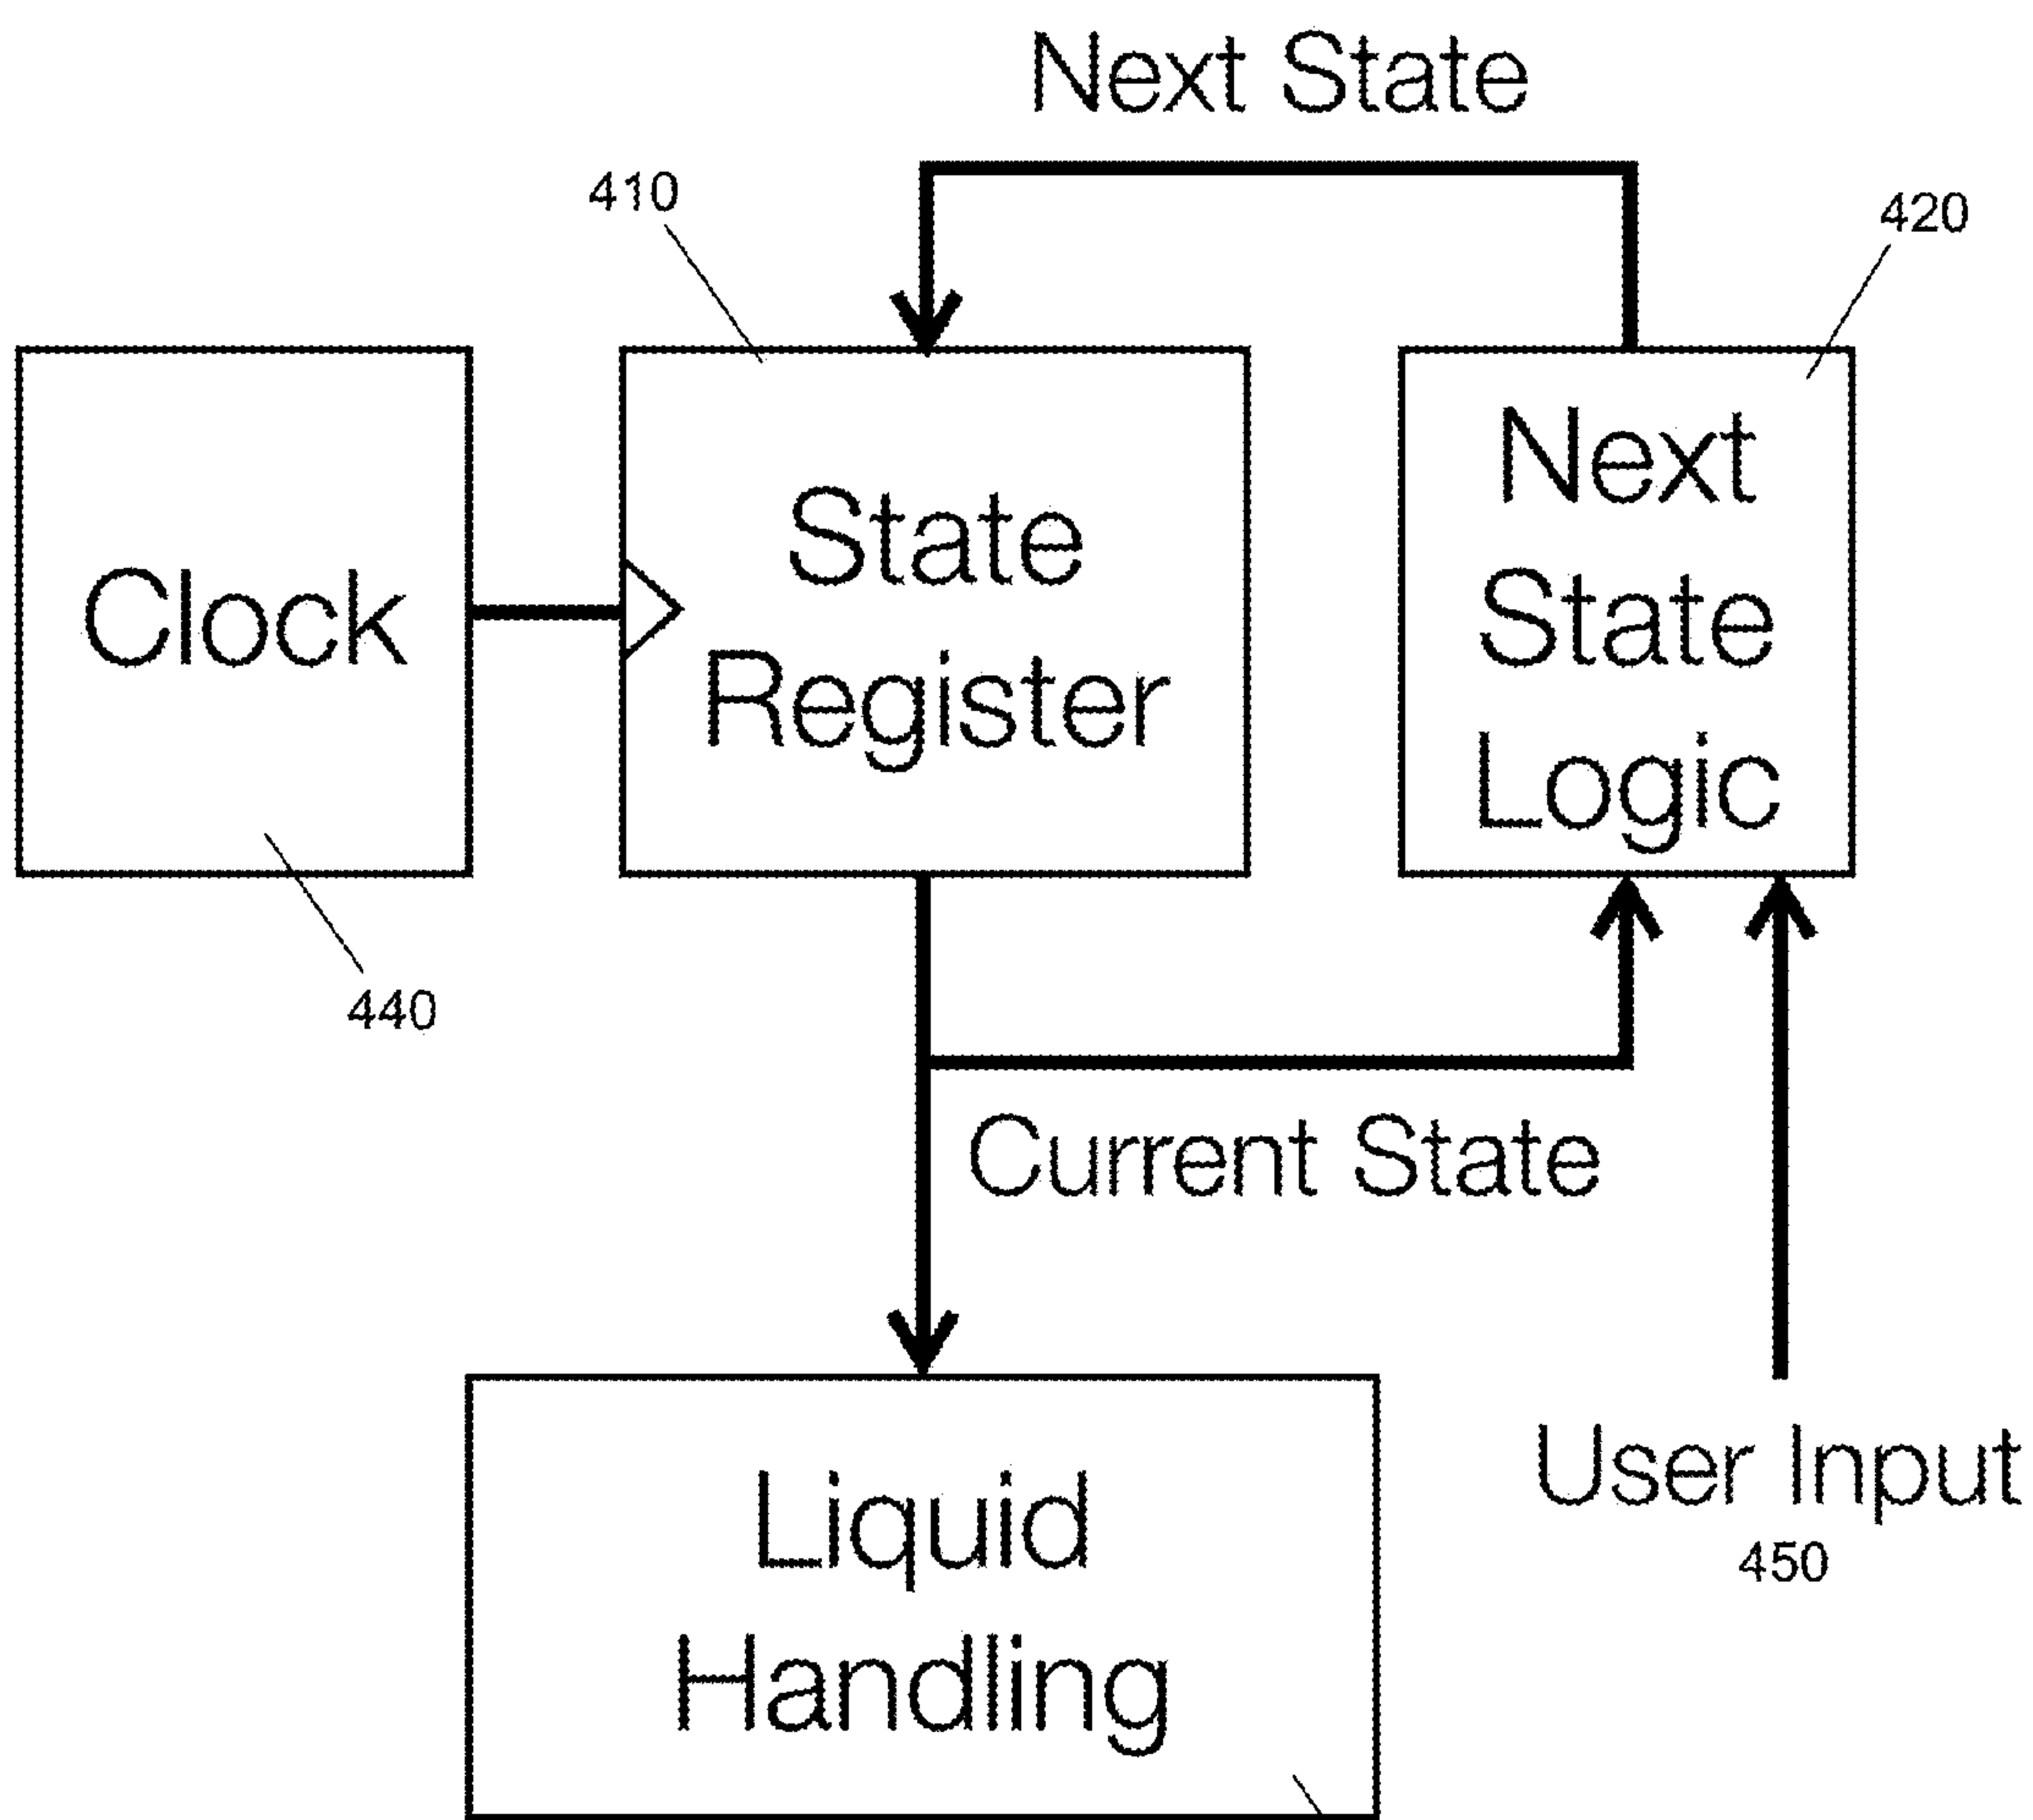 Next State
410
420
Clock
State
Register
Next
State
Logic
440
Current State
User Input
450
Liquid
Handling